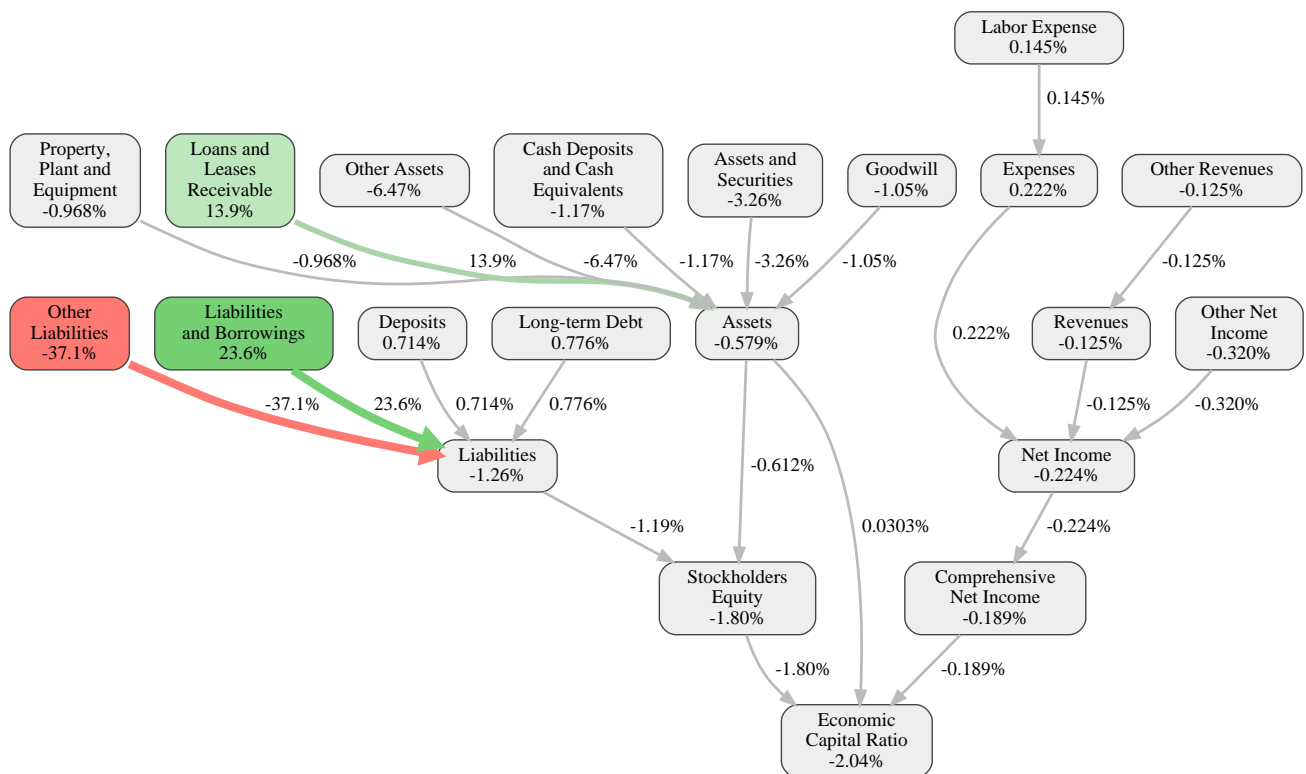 Labor Expense
0.145%
0.145%
Property,
Plant and
Equipment
-0.968%
Loans and
Leases
Receivable
13.9%
Other Assets
-6.47%
Cash Deposits
and Cash
Equivalents
-1.17%
Assets and
Securities
-3.26%
Goodwill
-1.05%
Expenses
0.222%
Other Revenues
-0.125%
-0.968%
13.9%
-6.47%
-1.17%
-3.26%
-1.05%
-0.125%
Other
Liabilities
-37.1%
Liabilities
and Borrowings
23.6%
Deposits
0.714%
Long-term Debt
0.776%
Assets
-0.579%
0.222%
Revenues
-0.125%
Other Net
Income
-0.320%
-37.1%
23.6%
0.714%
0.776%
-0.125%
-0.320%
Liabilities
-1.26%
-0.612%
Net Income
-0.224%
-1.19%
0.0303%
-0.224%
Stockholders
Equity
-1.80%
Comprehensive
Net Income
-0.189%
-1.80%
-0.189%
Economic
Capital Ratio
-2.04%